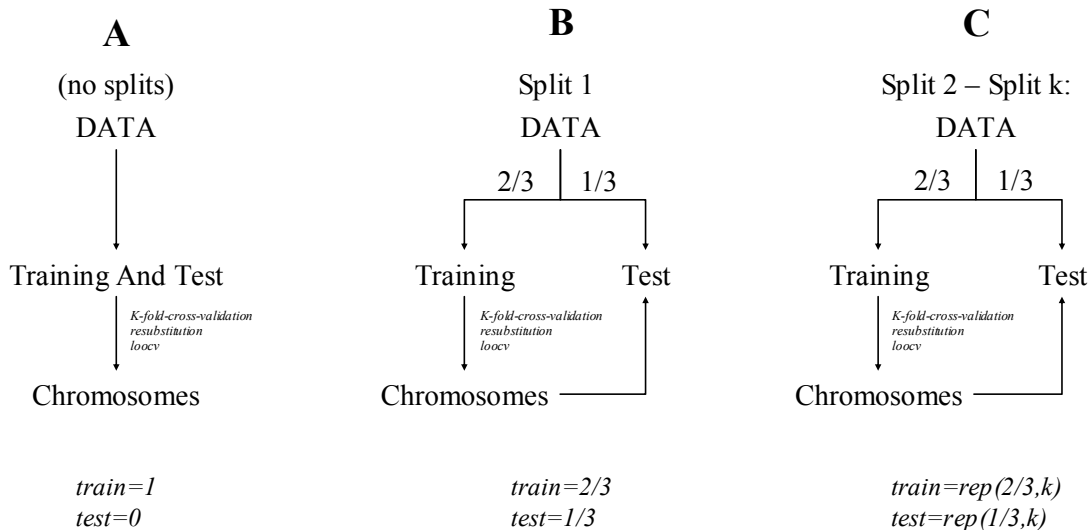 A
(no splits)
DATA
Training And Test
K-fold-cross-validation
resubstitution
loocv
Chromosomes
train=1
test=0
B
Split 1
DATA
2/3
1/3
Training
Test
K-fold-cross-validation
resubstitution
loocv
Chromosomes
train=2/3
test=1/3
C
Split 2 – Split k:
DATA
2/3
1/3
Training
Test
K-fold-cross-validation
resubstitution
loocv
Chromosomes
train=rep(2/3,k)
test=rep(1/3,k)